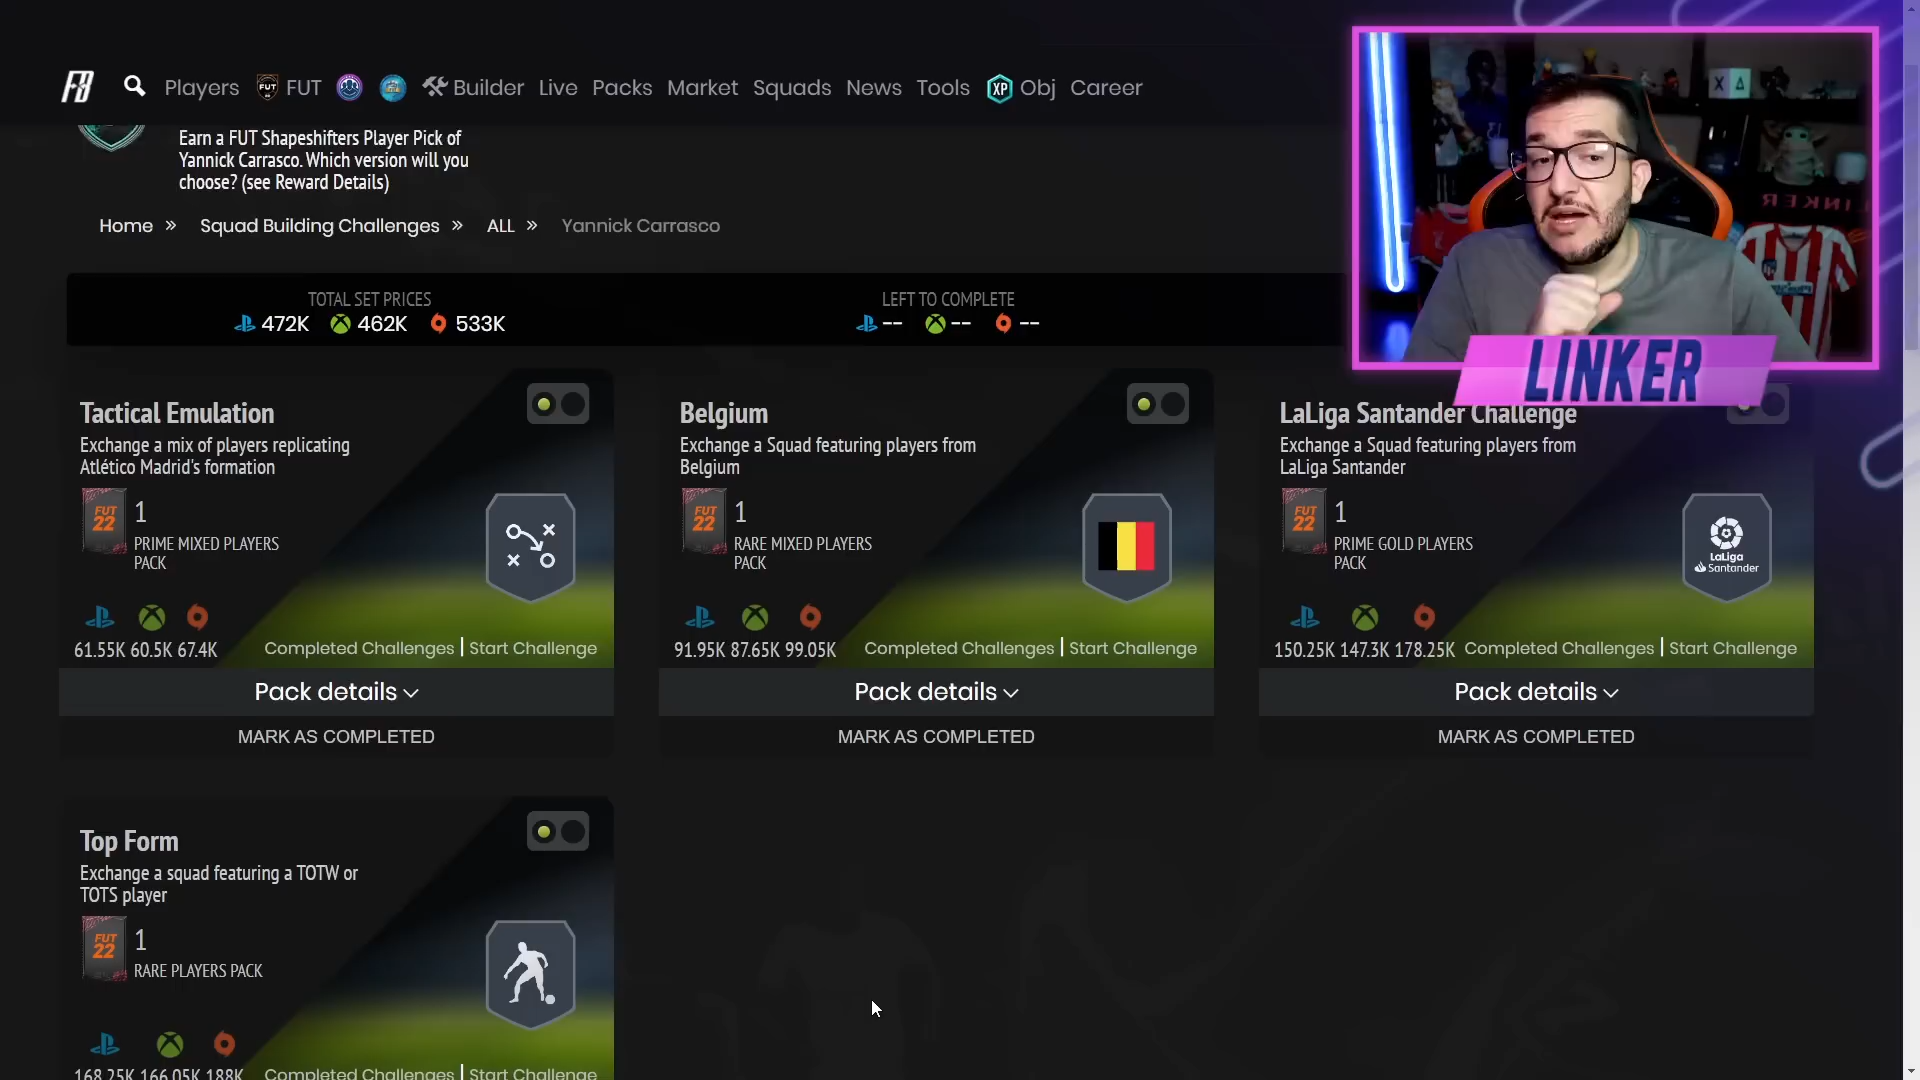 FB
Players FUT Builder Live Packs Market Squads News Tools XP Obj Career
Earn a FUT Shapeshifters Player Pick of
Yannick Carrasco. Which version will you
choose? (see Reward Details)
Home » Squad Building Challenges » ALL » Yannick Carrasco
TOTAL SET PRICES
472K 462K 533K
LEFT TO COMPLETE
-- -- --
LINKER
LINKER
Tactical Emulation
Exchange a mix of players replicating
Atlético Madrid's formation
FUT
22
1
PRIME MIXED PLAYERS
PACK
61.55K 60.5K 67.4K
Completed Challenges | Start Challenge
Pack details
MARK AS COMPLETED
Belgium
Exchange a Squad featuring players from
Belgium
FUT
22
1
RARE MIXED PLAYERS
PACK
91.95K 87.65K 99.05K
Completed Challenges | Start Challenge
Pack details
MARK AS COMPLETED
LaLiga Santander Challenge
Exchange a Squad featuring players from
LaLiga Santander
FUT
22
1
PRIME GOLD PLAYERS
PACK
LaLiga
Santander
150.25K 147.3K 178.25K
Completed Challenges | Start Challenge
Pack details
MARK AS COMPLETED
Top Form
Exchange a squad featuring a TOTW or
TOTS player
FUT
22
1
RARE PLAYERS PACK
168.25K 166.05K 188K
Completed Challenges | Start Challenge